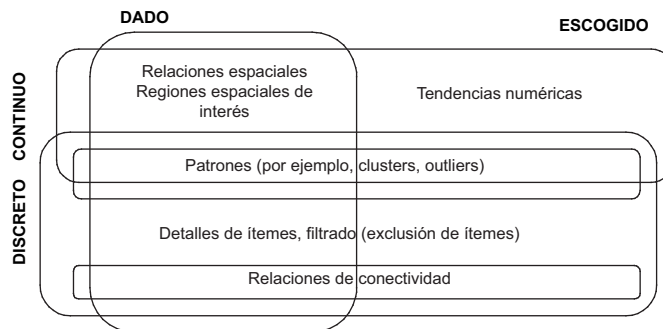 DADO
ESCOGIDO
CONTINUO
DISCRETO
Relaciones espaciales
Regiones espaciales de
interés
Tendencias numéricas
Patrones (por ejemplo, clusters, outliers)
Detalles de ítemes, filtrado (exclusión de ítemes)
Relaciones de conectividad